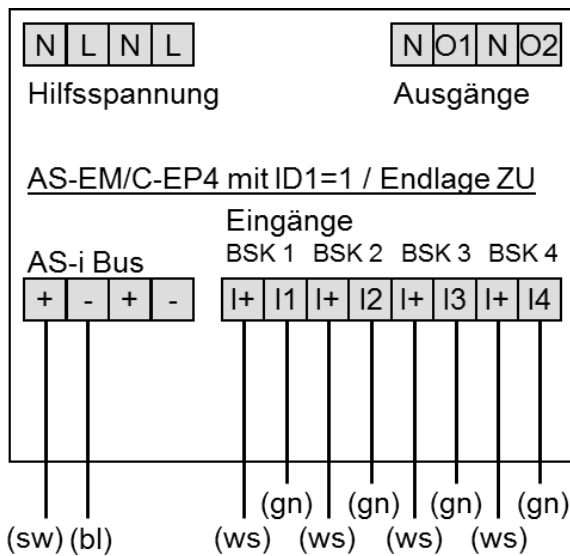 N L N L N O1 N O2
Hilfsspannung Ausgänge
AS-EM/C-EP4 mit ID1=1 / Endlage ZU
Eingänge
AS-i Bus BSK 1 BSK 2 BSK 3 BSK 4
+ - + - I+ I1 I+ I2 I+ I3 I+ I4
(gn) (gn) (gn) (gn)
(sw) (bl) (ws) (ws) (ws) (ws)